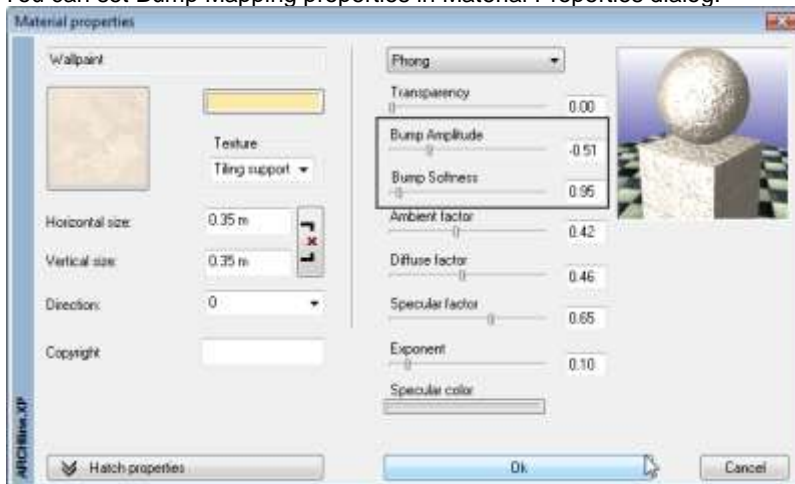 You can set Bump Mapping properties in Material Properties dialog.
Material properties
Wallpaint
Texture
Tiling support
Horizontal size:
0.35 m
Vertical size:
0.35 m
Direction:
0
Copyright
Hatch properties
ARCHline.XP
Phong
Transparency
0.00
Bump Amplitude
-0.51
Bump Softness
0.95
Ambient factor
0.42
Diffuse factor
0.46
Specular factor
0.65
Exponent
0.10
Specular color
Ok
Cancel